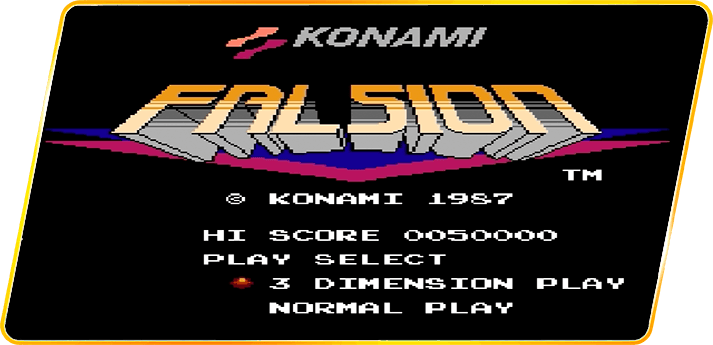 KONAMI
FALSION
TM
© KONAMI 1987
HI SCORE 0050000
PLAY SELECT
3 DIMENSION PLAY
NORMAL PLAY